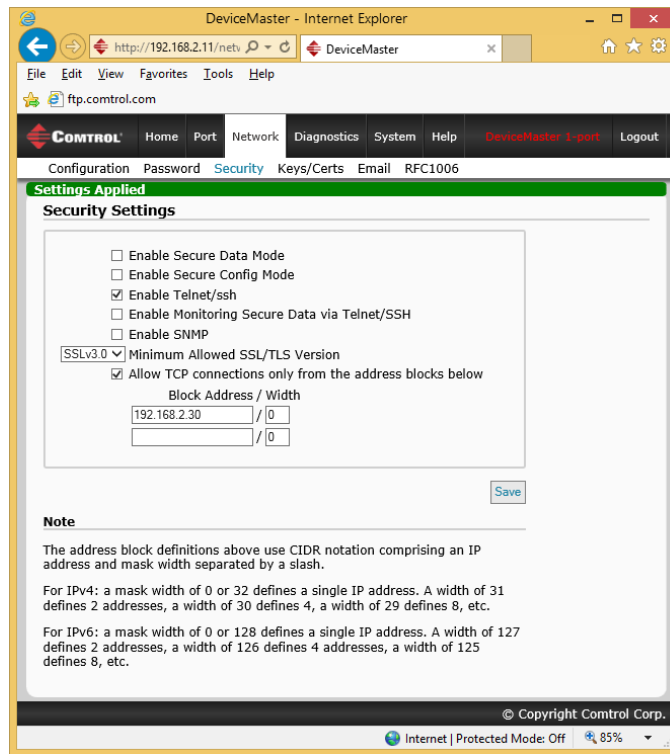 DeviceMaster - Internet Explorer
http://192.168.2.11/netv
DeviceMaster
File Edit View Favorites Tools Help
ftp.comtrol.com
COMTROL Home Port Network Diagnostics System Help DeviceMaster 1-port Logout
Configuration Password Security Keys/Certs Email RFC1006
Settings Applied
Security Settings
Enable Secure Data Mode
Enable Secure Config Mode
Enable Telnet/ssh
Enable Monitoring Secure Data via Telnet/SSH
Enable SNMP
SSLv3.0 Minimum Allowed SSL/TLS Version
Allow TCP connections only from the address blocks below
Block Address / Width
192.168.2.30 / 0
/ 0
Save
Note
The address block definitions above use CIDR notation comprising an IP
address and mask width separated by a slash.
For IPv4: a mask width of 0 or 32 defines a single IP address. A width of 31
defines 2 addresses, a width of 30 defines 4, a width of 29 defines 8, etc.
For IPv6: a mask width of 0 or 128 defines a single IP address. A width of 127
defines 2 addresses, a width of 126 defines 4 addresses, a width of 125
defines 8, etc.
© Copyright Comtrol Corp.
Internet | Protected Mode: Off 85%